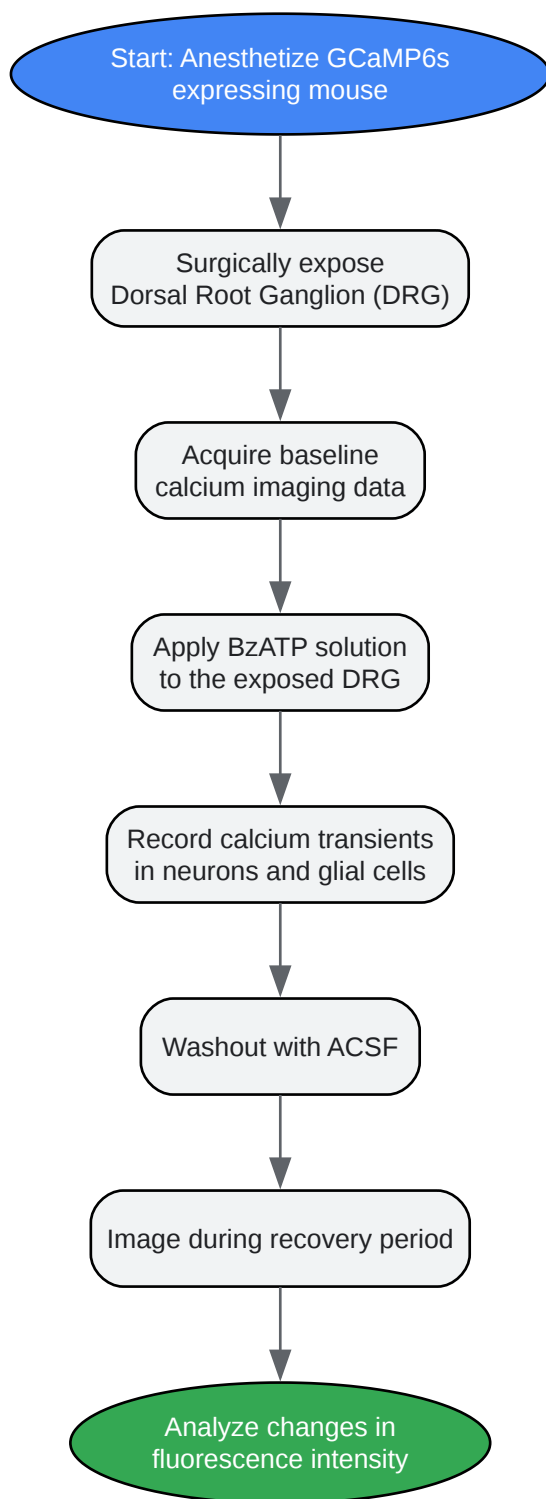 Start: Anesthetize GCaMP6s
expressing mouse
Surgically expose
Dorsal Root Ganglion (DRG)
Acquire baseline
calcium imaging data
Apply BzATP solution
to the exposed DRG
Record calcium transients
in neurons and glial cells
Washout with ACSF
Image during recovery period
Analyze changes in
fluorescence intensity